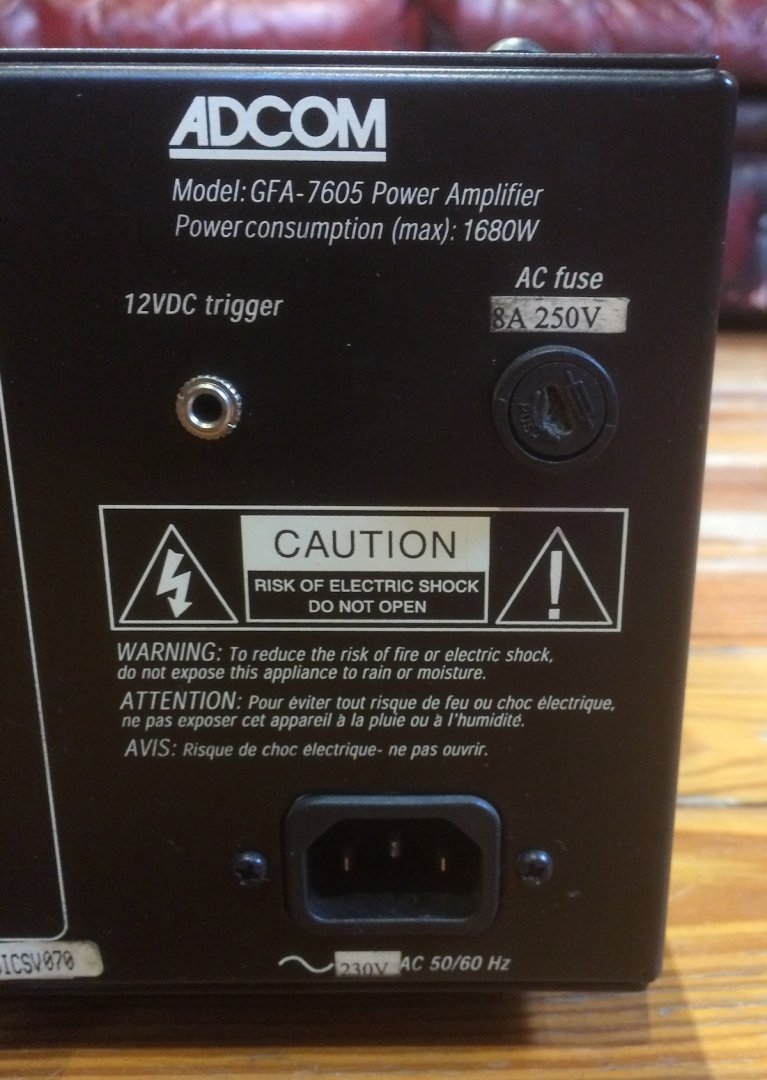 ADCOM
Model: GFA-7605 Power Amplifier
Power consumption (max): 1680W
AC fuse
12VDC trigger
8A 250V
CAUTION
RISK OF ELECTRIC SHOCK
DO NOT OPEN
WARNING: To reduce the risk of fire or electric shock,
do not expose this appliance to rain or moisture.
ATTENTION: Pour éviter tout risque de feu ou choc électrique,
ne pas exposer cet appareil à la pluie ou à l'humidité.
AVIS: Risque de choc électrique- ne pas ouvrir.
230V AC 50/60 Hz